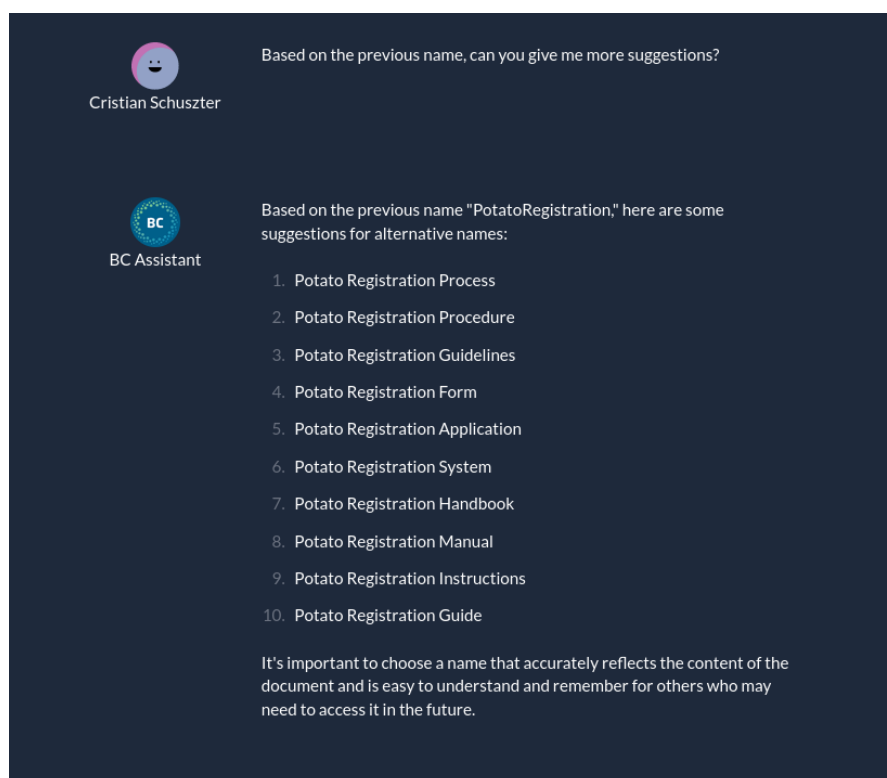 Based on the previous name, can you give me more suggestions?
Cristian Schuszter
BC
BC Assistant
Based on the previous name "PotatoRegistration," here are some
suggestions for alternative names:
1. Potato Registration Process
2. Potato Registration Procedure
3. Potato Registration Guidelines
4. Potato Registration Form
5. Potato Registration Application
6. Potato Registration System
7. Potato Registration Handbook
8. Potato Registration Manual
9. Potato Registration Instructions
10. Potato Registration Guide
It's important to choose a name that accurately reflects the content of the
document and is easy to understand and remember for others who may
need to access it in the future.